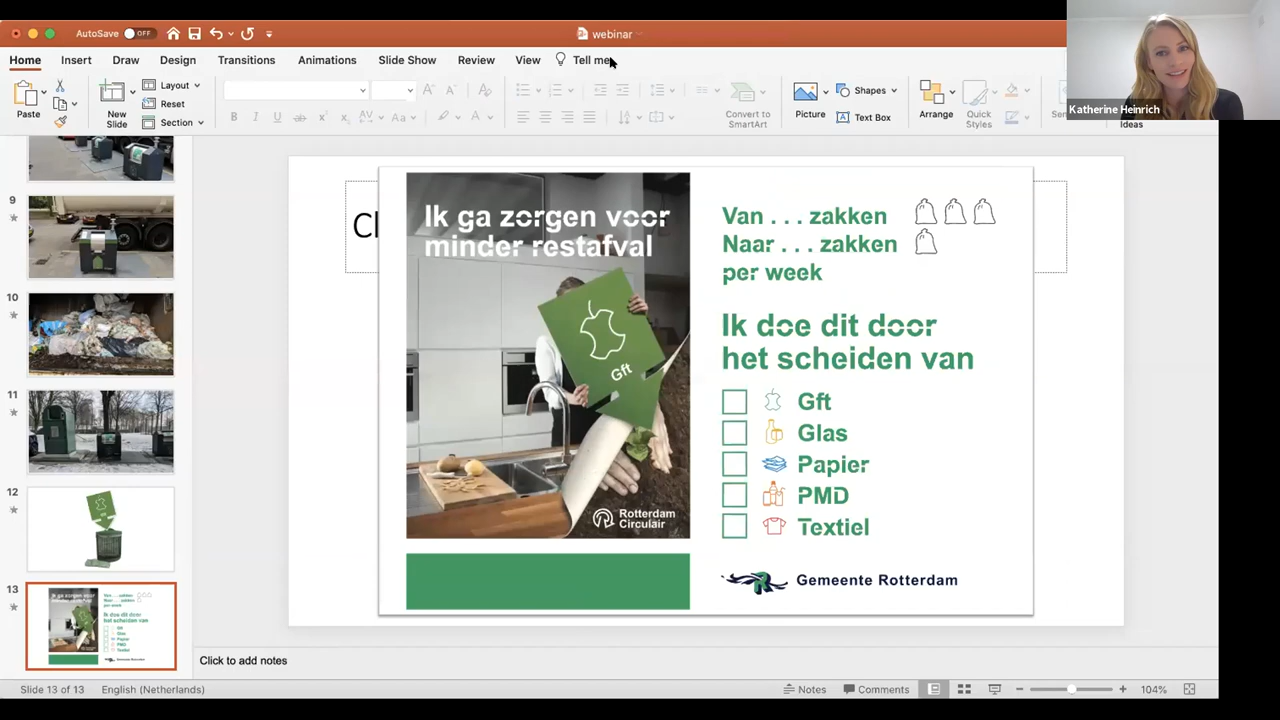 AutoSave OFF
webinar
Home Insert Draw Design Transitions Animations Slide Show Review View Tell me
Katherine Heinrich
Paste
New
Slide
Layout
Reset
Section
B I U
Aa
Convert to
SmartArt
Picture
Shapes
Text Box
Arrange
Quick
Styles
Ideas
9
10
11
12
13
Cl
Ik ga zorgen voor
minder restafval
Gft
Rotterdam
Circulair
Van . . . zakken
Naar . . . zakken
per week
Ik doe dit door
het scheiden van
Gft
Glas
Papier
PMD
Textiel
Gemeente Rotterdam
Click to add notes
Slide 13 of 13 English (Netherlands)
Notes Comments 104%